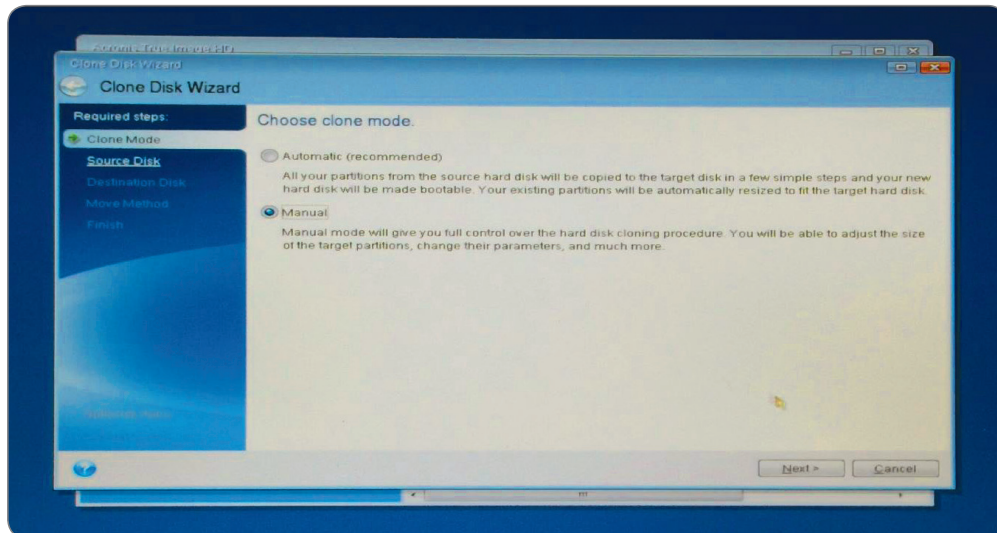 Acronis True Image HD
Clone Disk Wizard
Clone Disk Wizard
Required steps:
Clone Mode
Source Disk
Destination Disk
Move Method
Finish
Choose clone mode.
Automatic (recommended)
All your partitions from the source hard disk will be copied to the target disk in a few simple steps and your new
hard disk will be made bootable. Your existing partitions will be automatically resized to fit the target hard disk.
Manual
Manual mode will give you full control over the hard disk cloning procedure. You will be able to adjust the size
of the target partitions, change their parameters, and much more.
Next >
Cancel